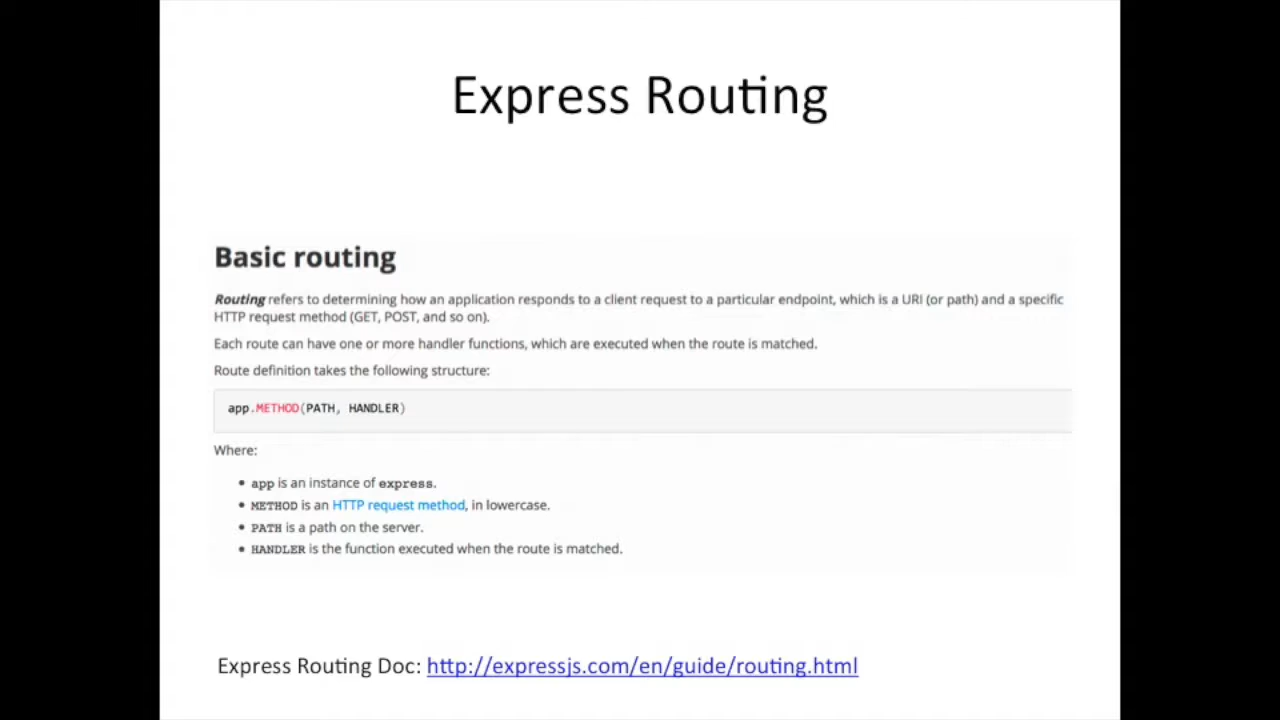 Express Routing
Basic routing
Routing refers to determining how an application responds to a client request to a particular endpoint, which is a URI (or path) and a specific
HTTP request method (GET, POST, and so on).
Each route can have one or more handler functions, which are executed when the route is matched.
Route definition takes the following structure:
app.METHOD(PATH, HANDLER)
Where:
• app is an instance of express.
• METHOD is an HTTP request method, in lowercase.
• PATH is a path on the server.
• HANDLER is the function executed when the route is matched.
Express Routing Doc: http://expressjs.com/en/guide/routing.html